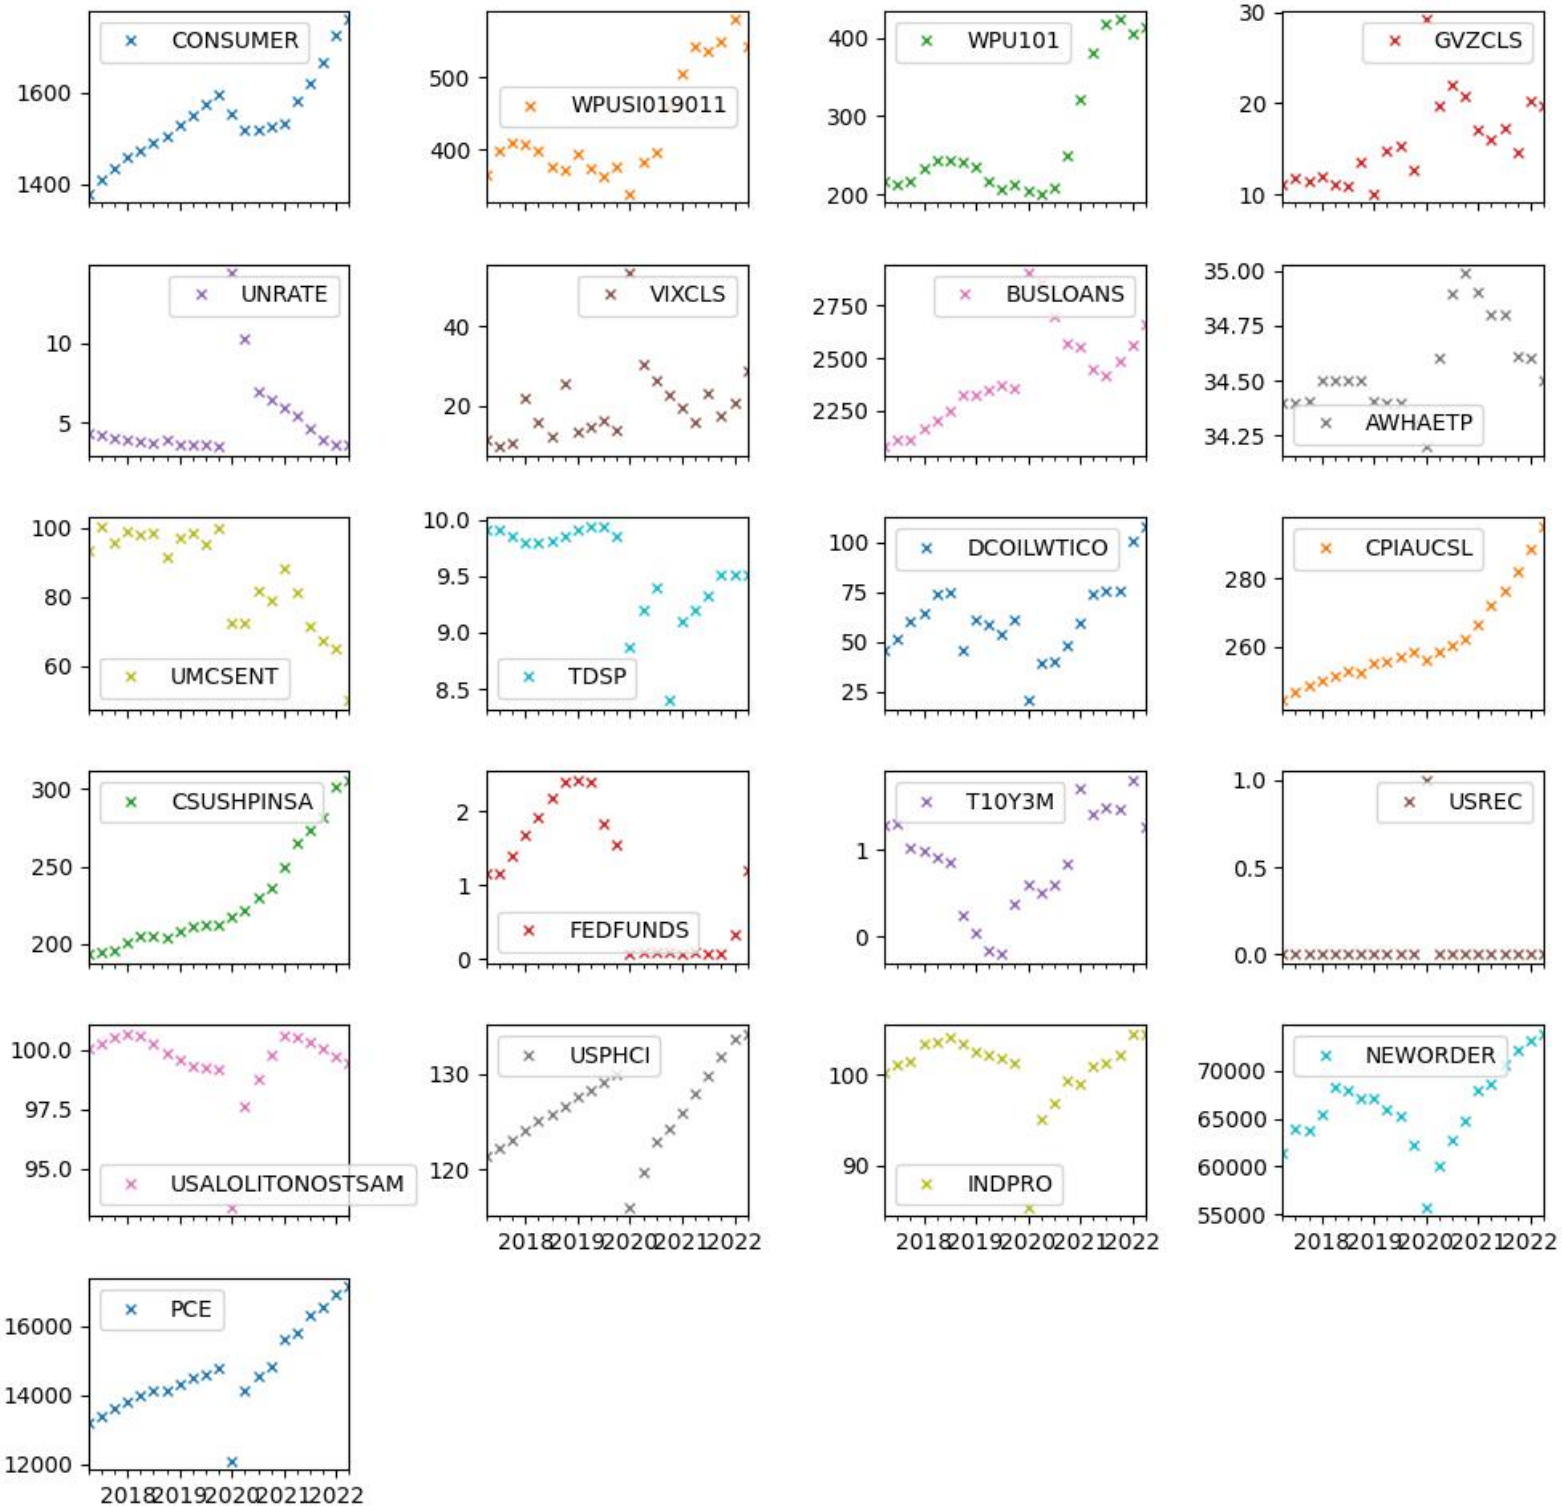 CONSUMER
1600
1400
WPUSI019011
500
400
WPU101
400
300
200
GVZCLS
30
20
10
UNRATE
10
5
VIXCLS
40
20
BUSLOANS
2750
2500
2250
AWHAETP
35.00
34.75
34.50
34.25
UMCSENT
100
80
60
TDSP
10.0
9.5
9.0
8.5
DCOILWTICO
100
75
50
25
CPIAUCSL
280
260
CSUSHPINSA
300
250
200
FEDFUNDS
2
1
0
T10Y3M
1
0
USREC
1.0
0.5
0.0
USALOLITONOSTSAM
100.0
97.5
95.0
USPHCI
130
120
2018 2019 2020 2021 2022
INDPRO
100
90
2018 2019 2020 2021 2022
NEWORDER
70000
65000
60000
55000
2018 2019 2020 2021 2022
PCE
16000
14000
12000
2018 2019 2020 2021 2022